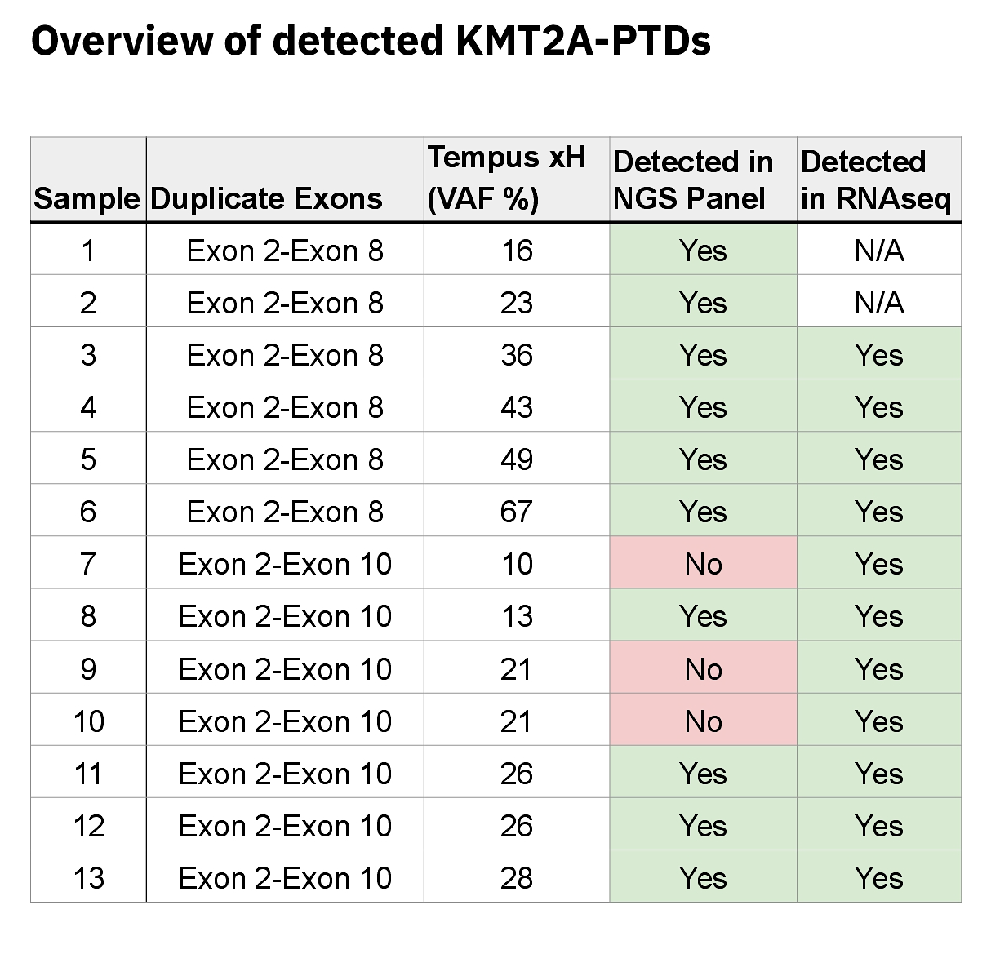 Overview of detected KMT2A-PTDs
Sample Duplicate Exons Tempus xH (VAF %) Detected in NGS Panel Detected in RNAseq
1 Exon 2-Exon 8 16 Yes N/A
2 Exon 2-Exon 8 23 Yes N/A
3 Exon 2-Exon 8 36 Yes Yes
4 Exon 2-Exon 8 43 Yes Yes
5 Exon 2-Exon 8 49 Yes Yes
6 Exon 2-Exon 8 67 Yes Yes
7 Exon 2-Exon 10 10 No Yes
8 Exon 2-Exon 10 13 Yes Yes
9 Exon 2-Exon 10 21 No Yes
10 Exon 2-Exon 10 21 No Yes
11 Exon 2-Exon 10 26 Yes Yes
12 Exon 2-Exon 10 26 Yes Yes
13 Exon 2-Exon 10 28 Yes Yes